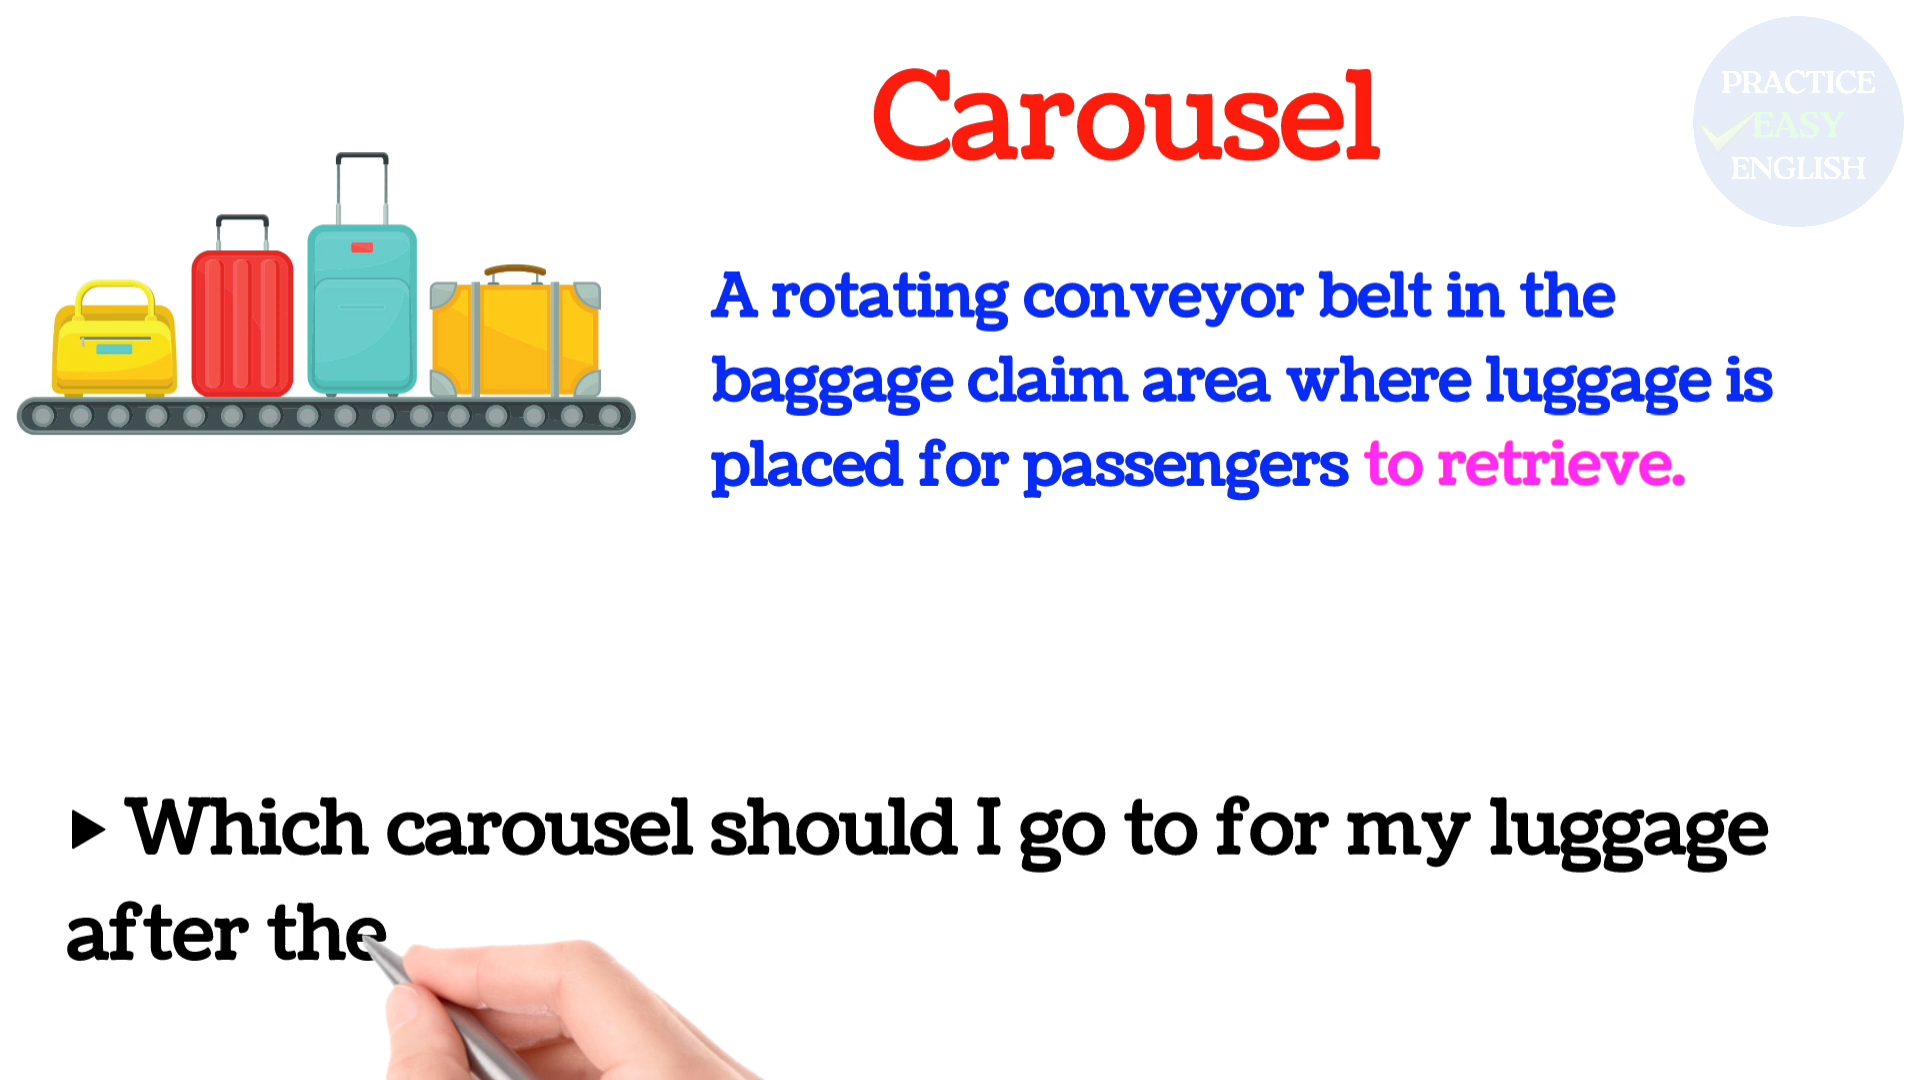 Carousel
PRACTICE
EASY
ENGLISH
A rotating conveyor belt in the
baggage claim area where luggage is
placed for passengers to retrieve.
Which carousel should I go to for my luggage
after the